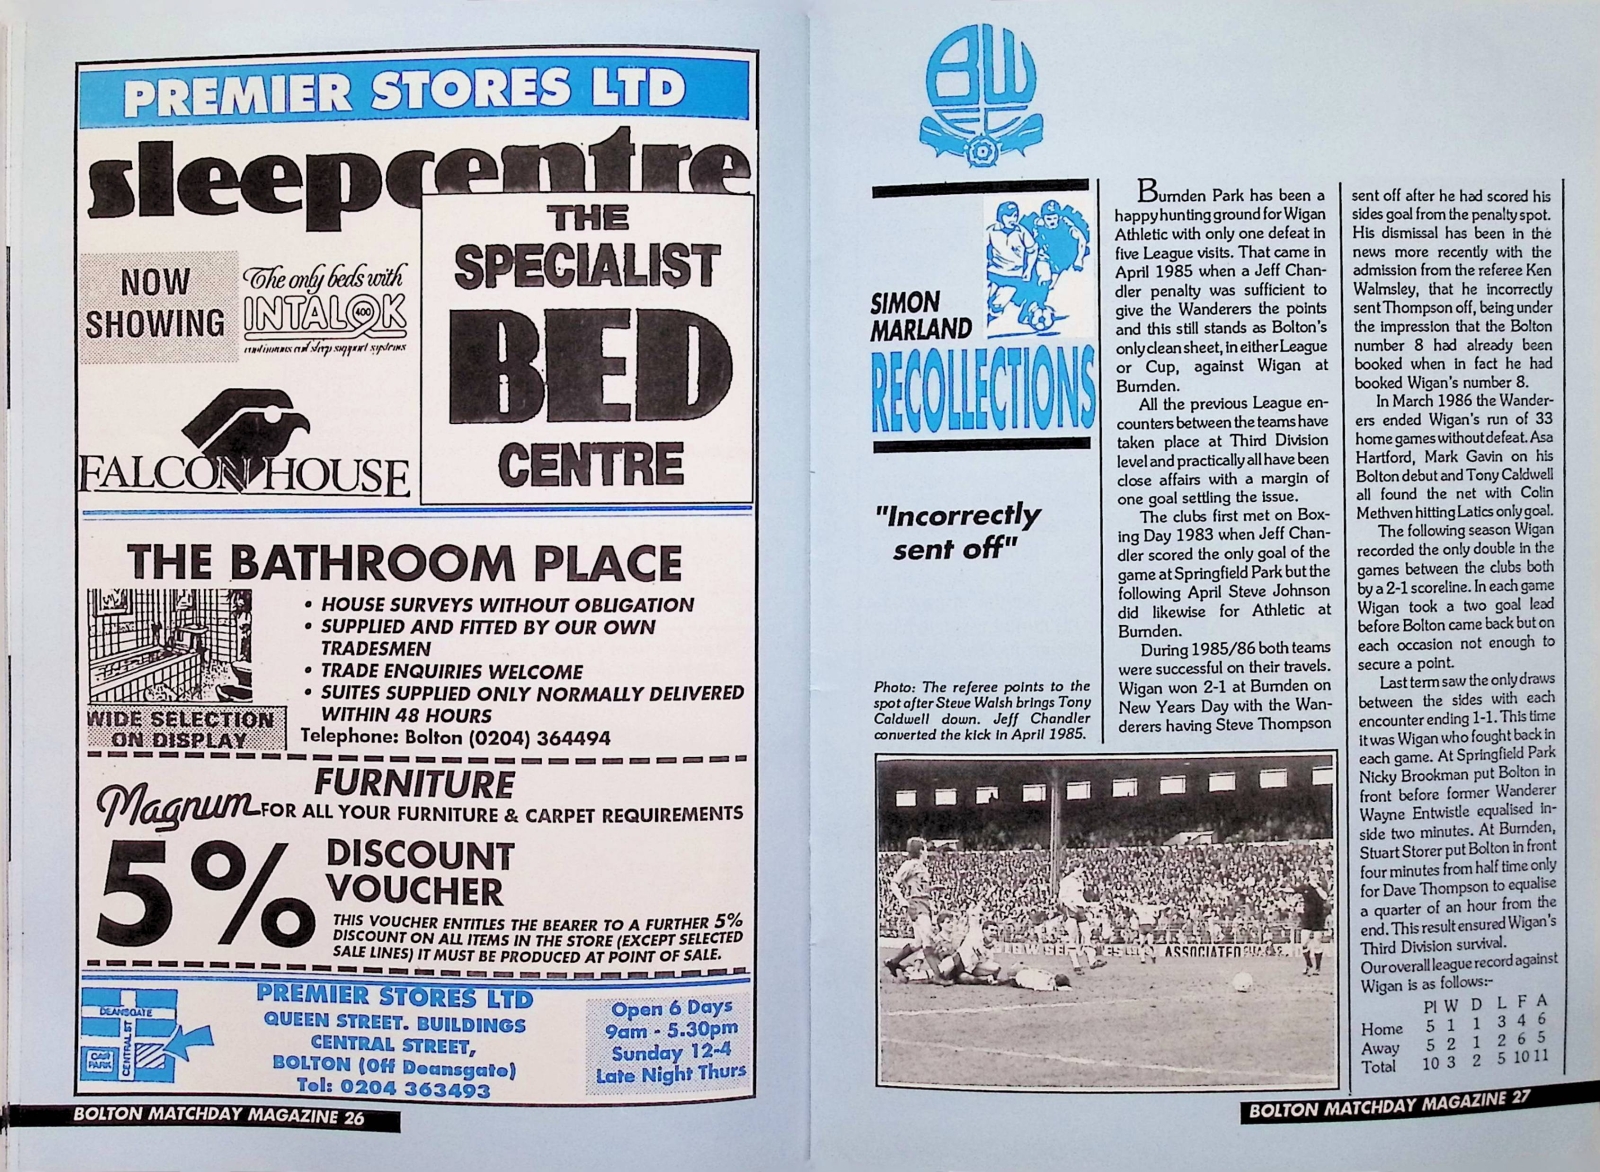 PREMIER STORES LTD
sleepcentre
THE
SPECIALIST
BED
CENTRE
NOW
SHOWING
The only beds with
INTALOK
400
FALCON HOUSE
THE BATHROOM PLACE
• HOUSE SURVEYS WITHOUT OBLIGATION
• SUPPLIED AND FITTED BY OUR OWN
TRADESMEN
• TRADE ENQUIRIES WELCOME
• SUITES SUPPLIED ONLY NORMALLY DELIVERED
WITHIN 48 HOURS
Telephone: Bolton (0204) 364494
WIDE SELECTION
ON DISPLAY
Magnum
FURNITURE
FOR ALL YOUR FURNITURE & CARPET REQUIREMENTS
5%
DISCOUNT
VOUCHER
THIS VOUCHER ENTITLES THE BEARER TO A FURTHER 5%
DISCOUNT ON ALL ITEMS IN THE STORE (EXCEPT SELECTED
SALE LINES) IT MUST BE PRODUCED AT POINT OF SALE.
DEANSGATE
CENTRAL ST
CAR
PARK
PREMIER STORES LTD
QUEEN STREET. BUILDINGS
CENTRAL STREET,
BOLTON (Off Deansgate)
Tel: 0204 363493
Open 6 Days
9am - 5.30pm
Sunday 12-4
Late Night Thurs
BOLTON MATCHDAY MAGAZINE 26
BWFC
SIMON
MARLAND
RECOLLECTIONS
"Incorrectly
sent off"
Photo: The referee points to the
spot after Steve Walsh brings Tony
Caldwell down. Jeff Chandler
converted the kick in April 1985.
Burnden Park has been a
happy hunting ground for Wigan
Athletic with only one defeat in
five League visits. That came in
April 1985 when a Jeff Chan-
dler penalty was sufficient to
give the Wanderers the points
and this still stands as Bolton's
only clean sheet, in either League
or Cup, against Wigan at
Burnden.
All the previous League en-
counters between the teams have
taken place at Third Division
level and practically all have been
close affairs with a margin of
one goal settling the issue.
The clubs first met on Box-
ing Day 1983 when Jeff Chan-
dler scored the only goal of the
game at Springfield Park but the
following April Steve Johnson
did likewise for Athletic at
Burnden.
During 1985/86 both teams
were successful on their travels.
Wigan won 2-1 at Burnden on
New Years Day with the Wan-
derers having Steve Thompson
sent off after he had scored his
sides goal from the penalty spot.
His dismissal has been in the
news more recently with the
admission from the referee Ken
Walmsley, that he incorrectly
sent Thompson off, being under
the impression that the Bolton
number 8 had already been
booked when in fact he had
booked Wigan's number 8.
In March 1986 the Wander-
ers ended Wigan's run of 33
home games without defeat. Asa
Hartford, Mark Gavin on his
Bolton debut and Tony Caldwell
all found the net with Colin
Methven hitting Latics only goal.
The following season Wigan
recorded the only double in the
games between the clubs both
by a 2-1 scoreline. In each game
Wigan took a two goal lead
before Bolton came back but on
each occasion not enough to
secure a point.
Last term saw the only draws
between the sides with each
encounter ending 1-1. This time
it was Wigan who fought back in
each game. At Springfield Park
Nicky Brookman put Bolton in
front before former Wanderer
Wayne Entwistle equalised in-
side two minutes. At Burnden,
Stuart Storer put Bolton in front
four minutes from half time only
for Dave Thompson to equalise
a quarter of an hour from the
end. This result ensured Wigan's
Third Division survival.
Our overall league record against
Wigan is as follows:-
Pl W D L F A
Home 5 1 1 3 4 6
Away 5 2 1 2 6 5
Total 10 3 2 5 10 11
ASSOCIATED
BOLTON MATCHDAY MAGAZINE 27